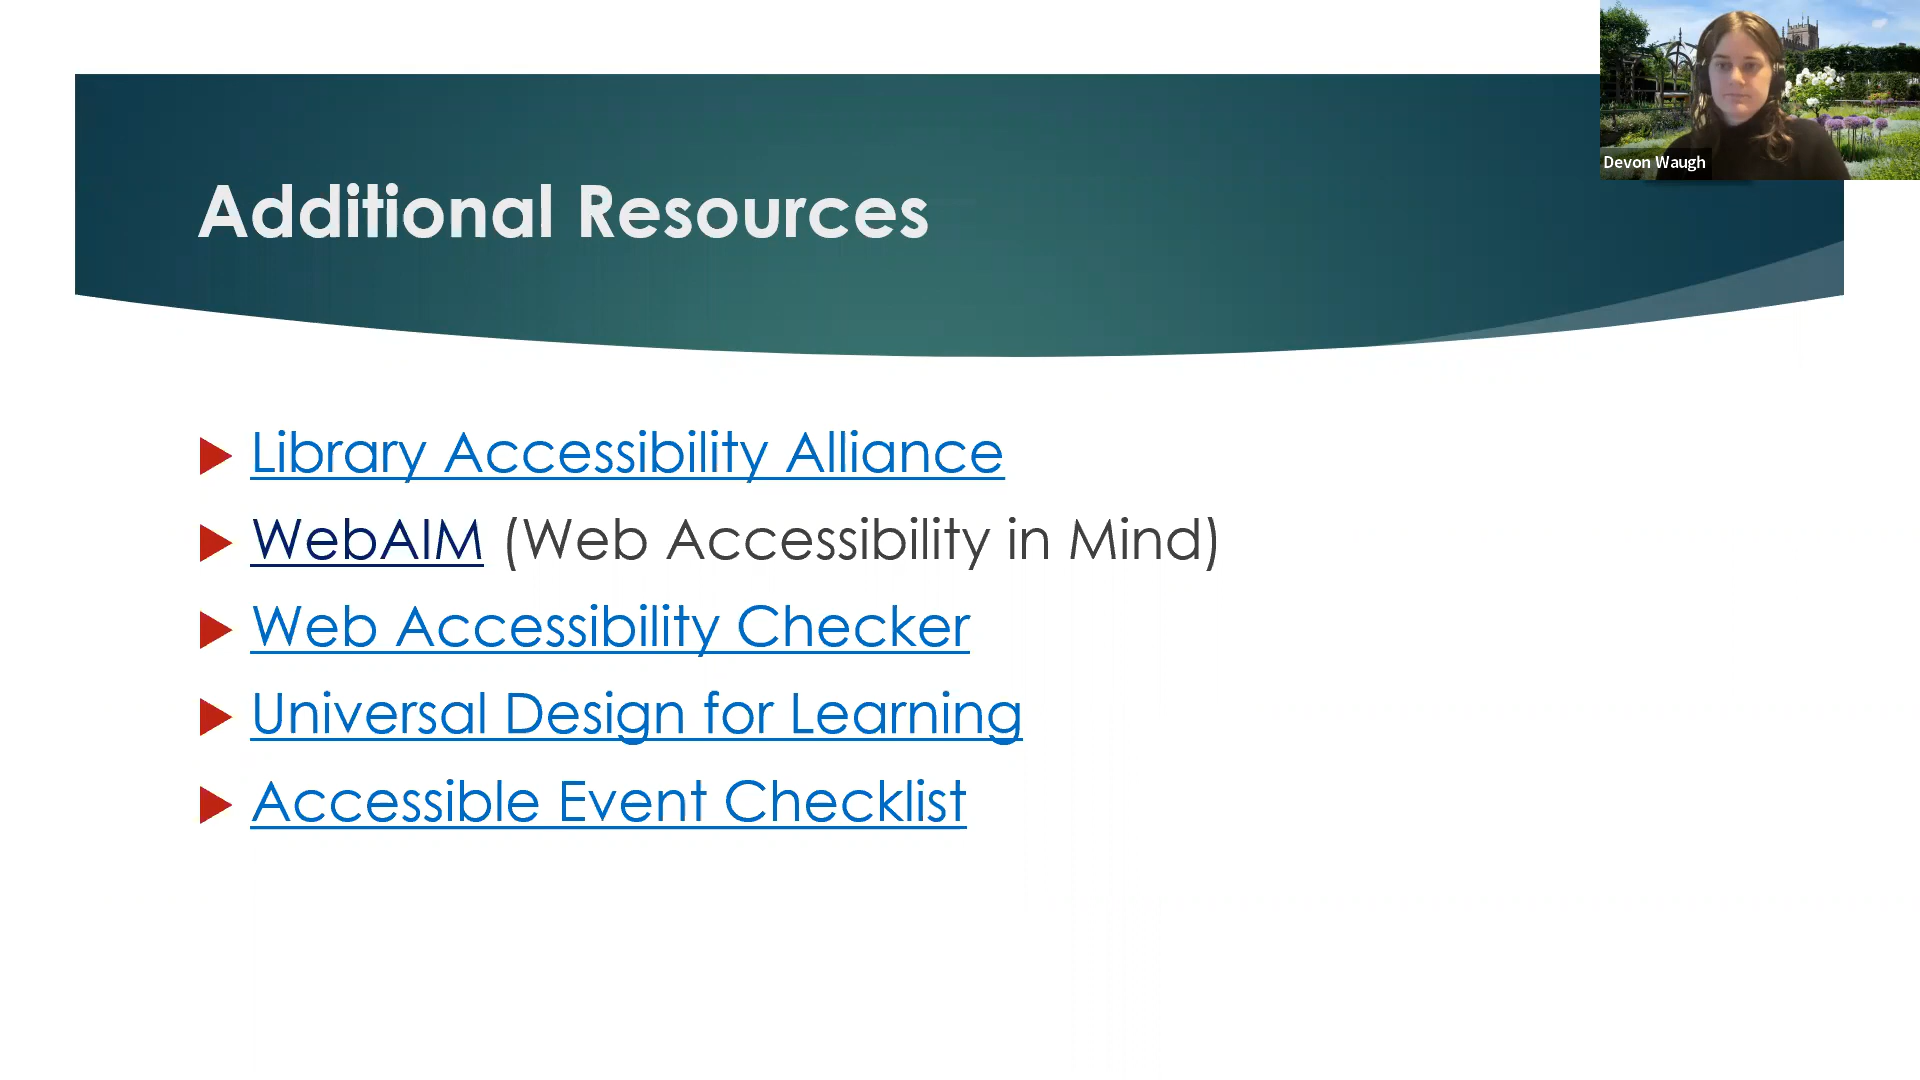 Devon Waugh
Additional Resources
Library Accessibility Alliance
WebAIM (Web Accessibility in Mind)
Web Accessibility Checker
Universal Design for Learning
Accessible Event Checklist